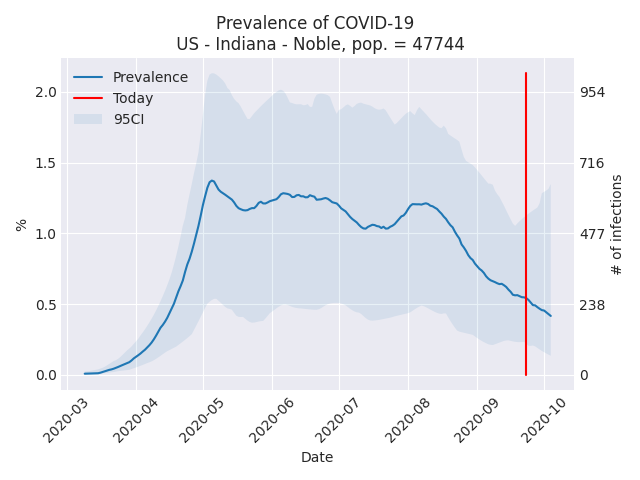 Prevalence of COVID-19
US - Indiana - Noble, pop. = 47744
Prevalence
Today
95CI
2.0
1.5
1.0
0.5
0.0
%
954
716
477
238
0
# of infections
2020-03
2020-04
2020-05
2020-06
2020-07
2020-08
2020-09
2020-10
Date